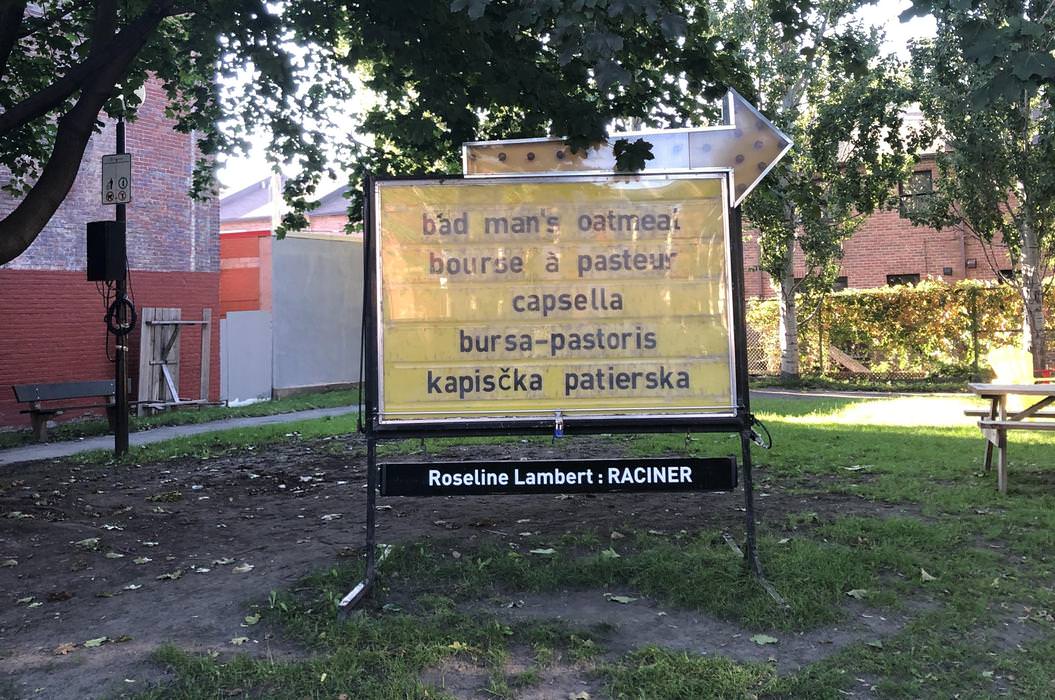 bad man's oatmeal
bourse à pasteur
capsella
bursa-pastoris
kapisčka patierska
Roseline Lambert : RACINER